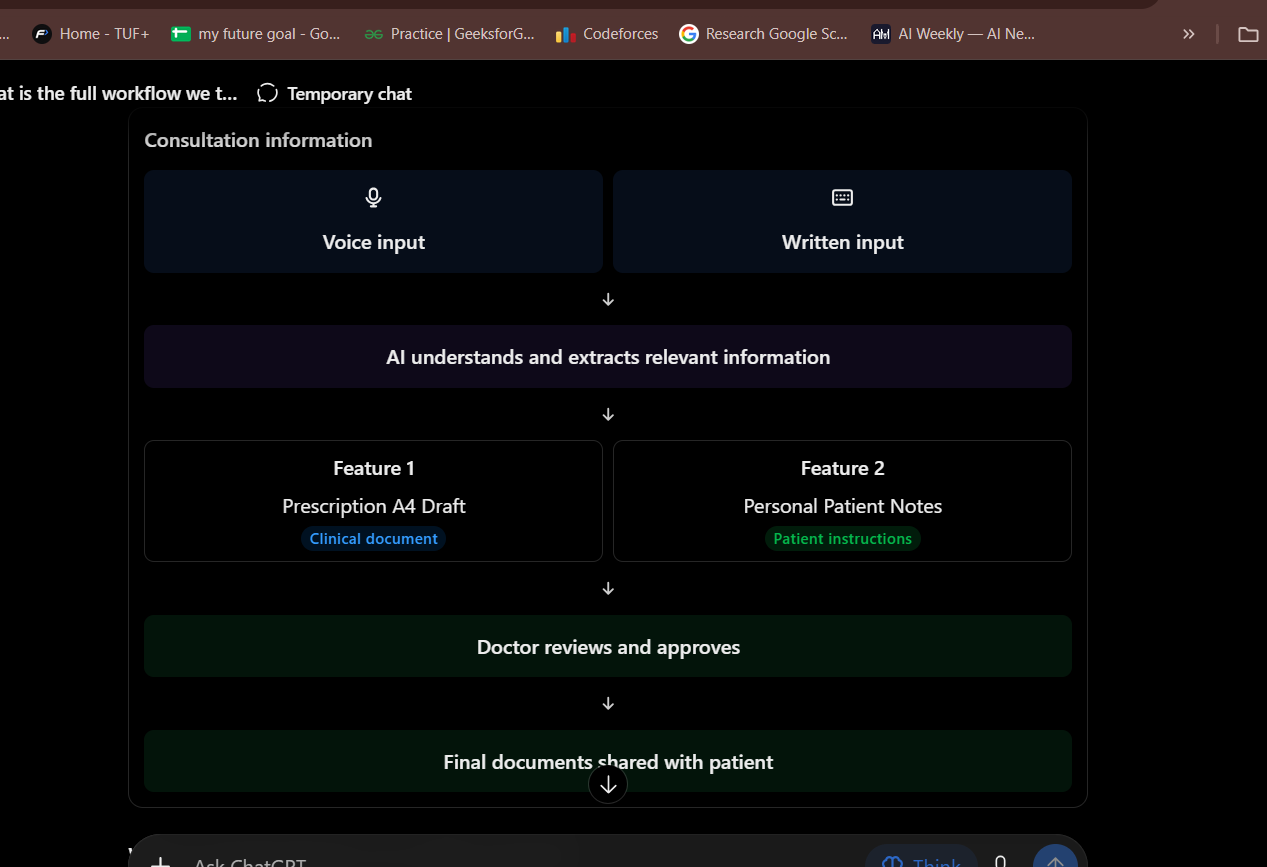 ... Home - TUF+ my future goal - Go... Practice | GeeksforG... Codeforces Research Google Sc... AI Weekly — AI Ne... »
at is the full workflow we t... Temporary chat
Consultation information
Voice input Written input
AI understands and extracts relevant information
Feature 1 Feature 2
Prescription A4 Draft Personal Patient Notes
Clinical document Patient instructions
Doctor reviews and approves
Final documents shared with patient
Ask ChatGPT Think